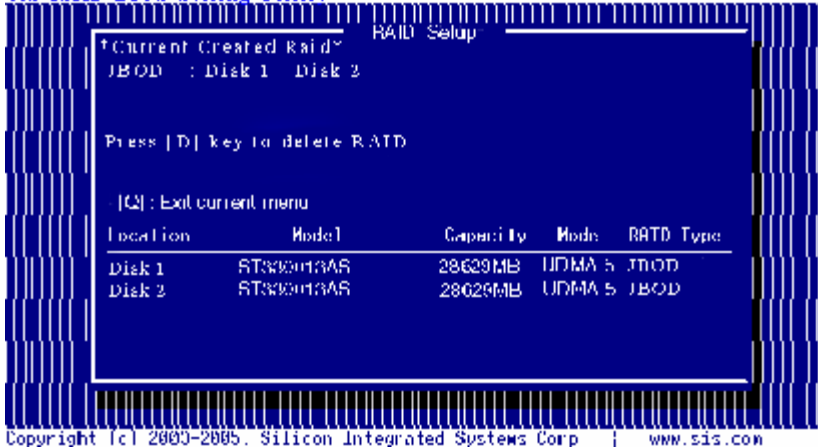 RAID Setup
*Current Created Raid*
JBOD : Disk 1 Disk 2
Press [D] key to delete RAID
[Q] : Exit current menu
Location Model Capacity Mode RAID Type
Disk 1 28629MB UDMA 5 JBOD
Disk 2 28629MB UDMA 5 JBOD
Copyright (c) 2003-2005. Silicon Integrated Systems Corp | www.sis.com